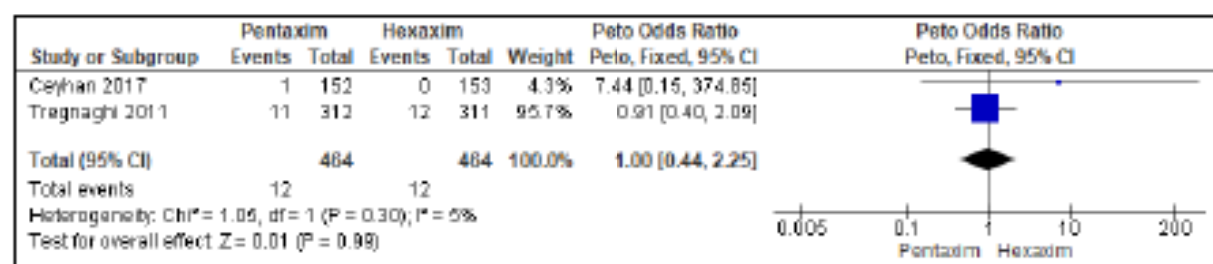 Pentaxim Hexaxim Peto Odds Ratio Peto Odds Ratio
Study or Subgroup Events Total Events Total Weight Peto, Fixed, 95% CI Peto, Fixed, 95% CI
Ceyhan 2017 1 152 0 153 4.3% 7.44 [0.15, 374.85]
Tregnaghi 2011 11 312 12 311 95.7% 0.91 [0.40, 2.09]
Total (95% CI) 464 464 100.0% 1.00 [0.44, 2.25]
Total events 12 12
Heterogeneity: Chi² = 1.05, df = 1 (P = 0.30); I² = 5%
Test for overall effect: Z = 0.01 (P = 0.99)
0.005 0.1 1 10 200
Pentaxim Hexaxim